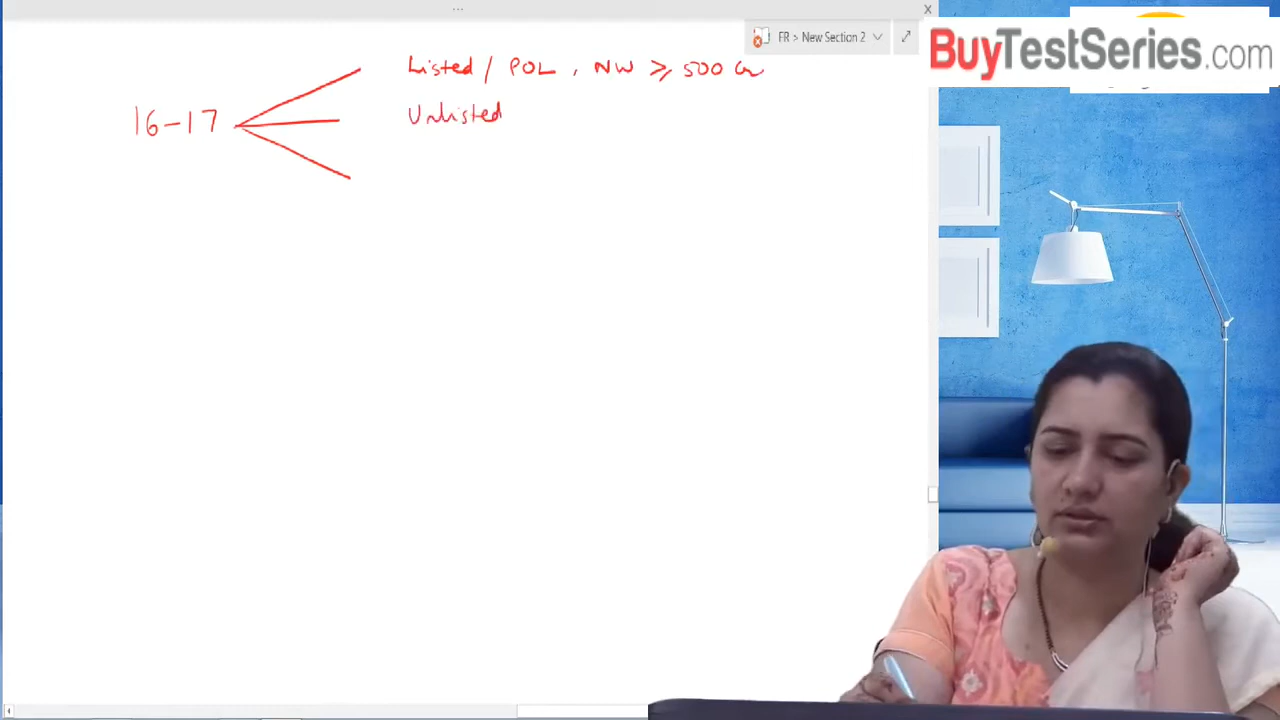 ...
x
FR > New Section 2
BuyTestSeries.com
Listed / POL, NW ≥ 500 Cr
16-17
Unlisted